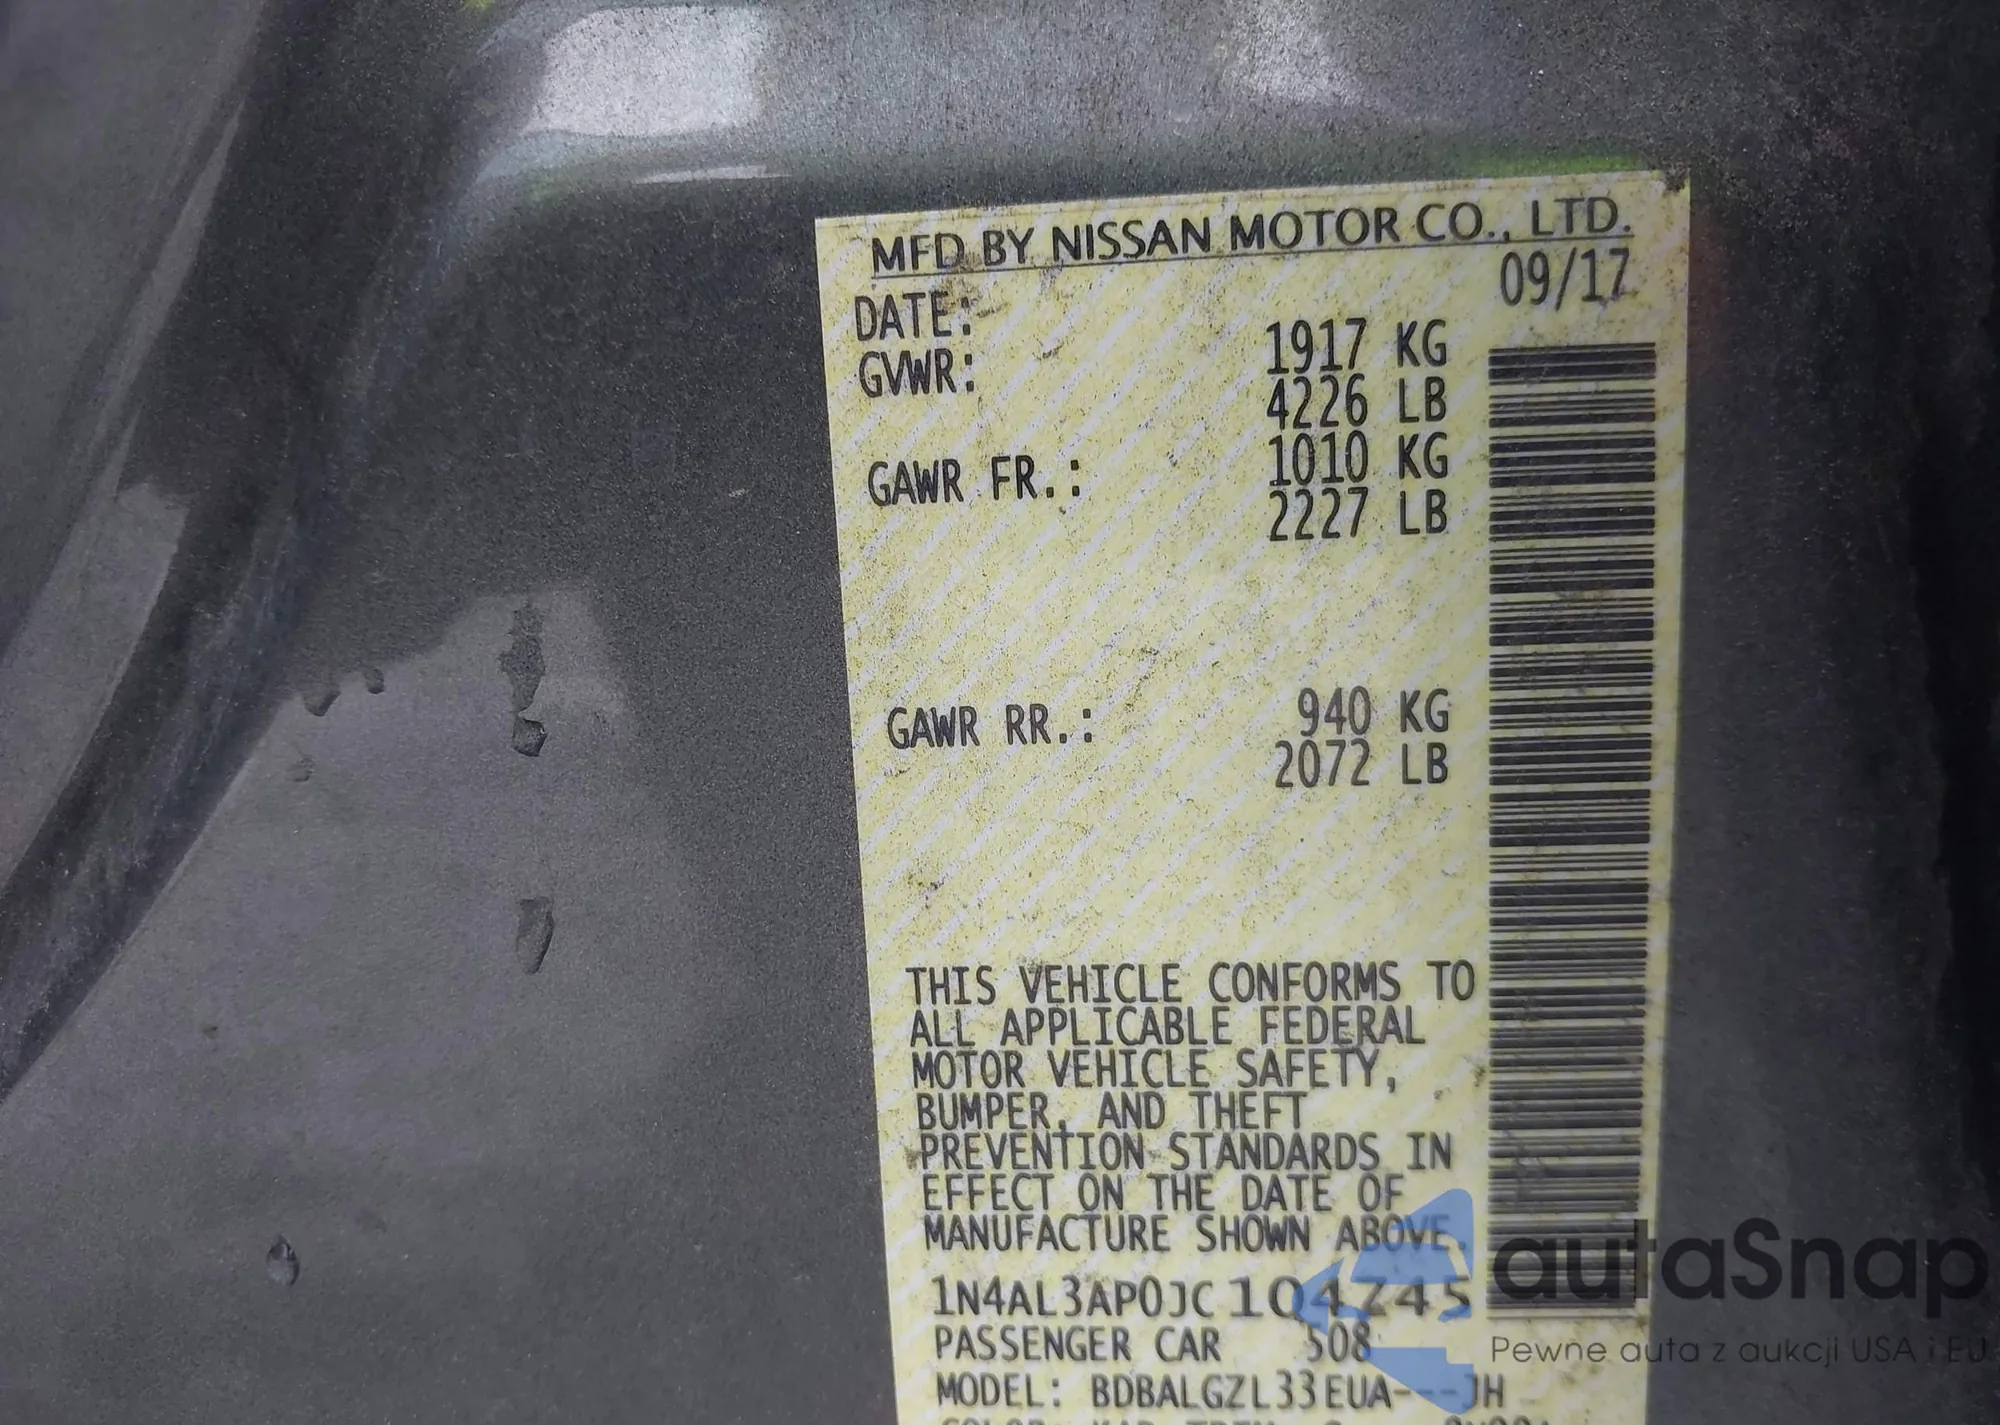 MFD BY NISSAN MOTOR CO., LTD.
DATE: 09/17
GVWR: 1917 KG
4226 LB
GAWR FR.: 1010 KG
2227 LB
GAWR RR.: 940 KG
2072 LB
THIS VEHICLE CONFORMS TO
ALL APPLICABLE FEDERAL
MOTOR VEHICLE SAFETY,
BUMPER, AND THEFT
PREVENTION STANDARDS IN
EFFECT ON THE DATE OF
MANUFACTURE SHOWN ABOVE.
1N4AL3AP0JC104745
PASSENGER CAR 508
MODEL: BDBALGZL33EUA---JH
autaSnap
Pewne auta z aukcji USA i EU